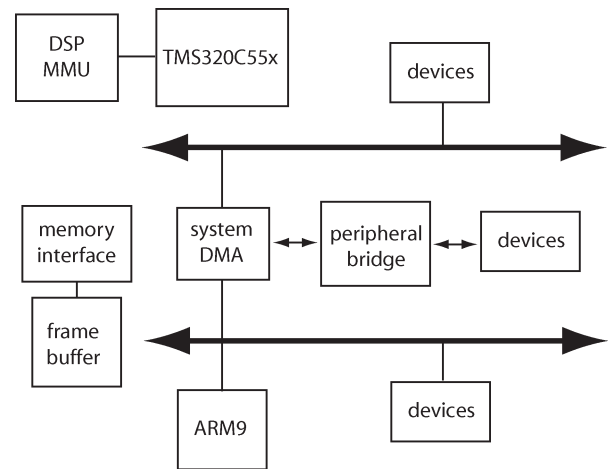 DSP
MMU
TMS320C55x
devices
memory
interface
system
DMA
peripheral
bridge
devices
frame
buffer
ARM9
devices